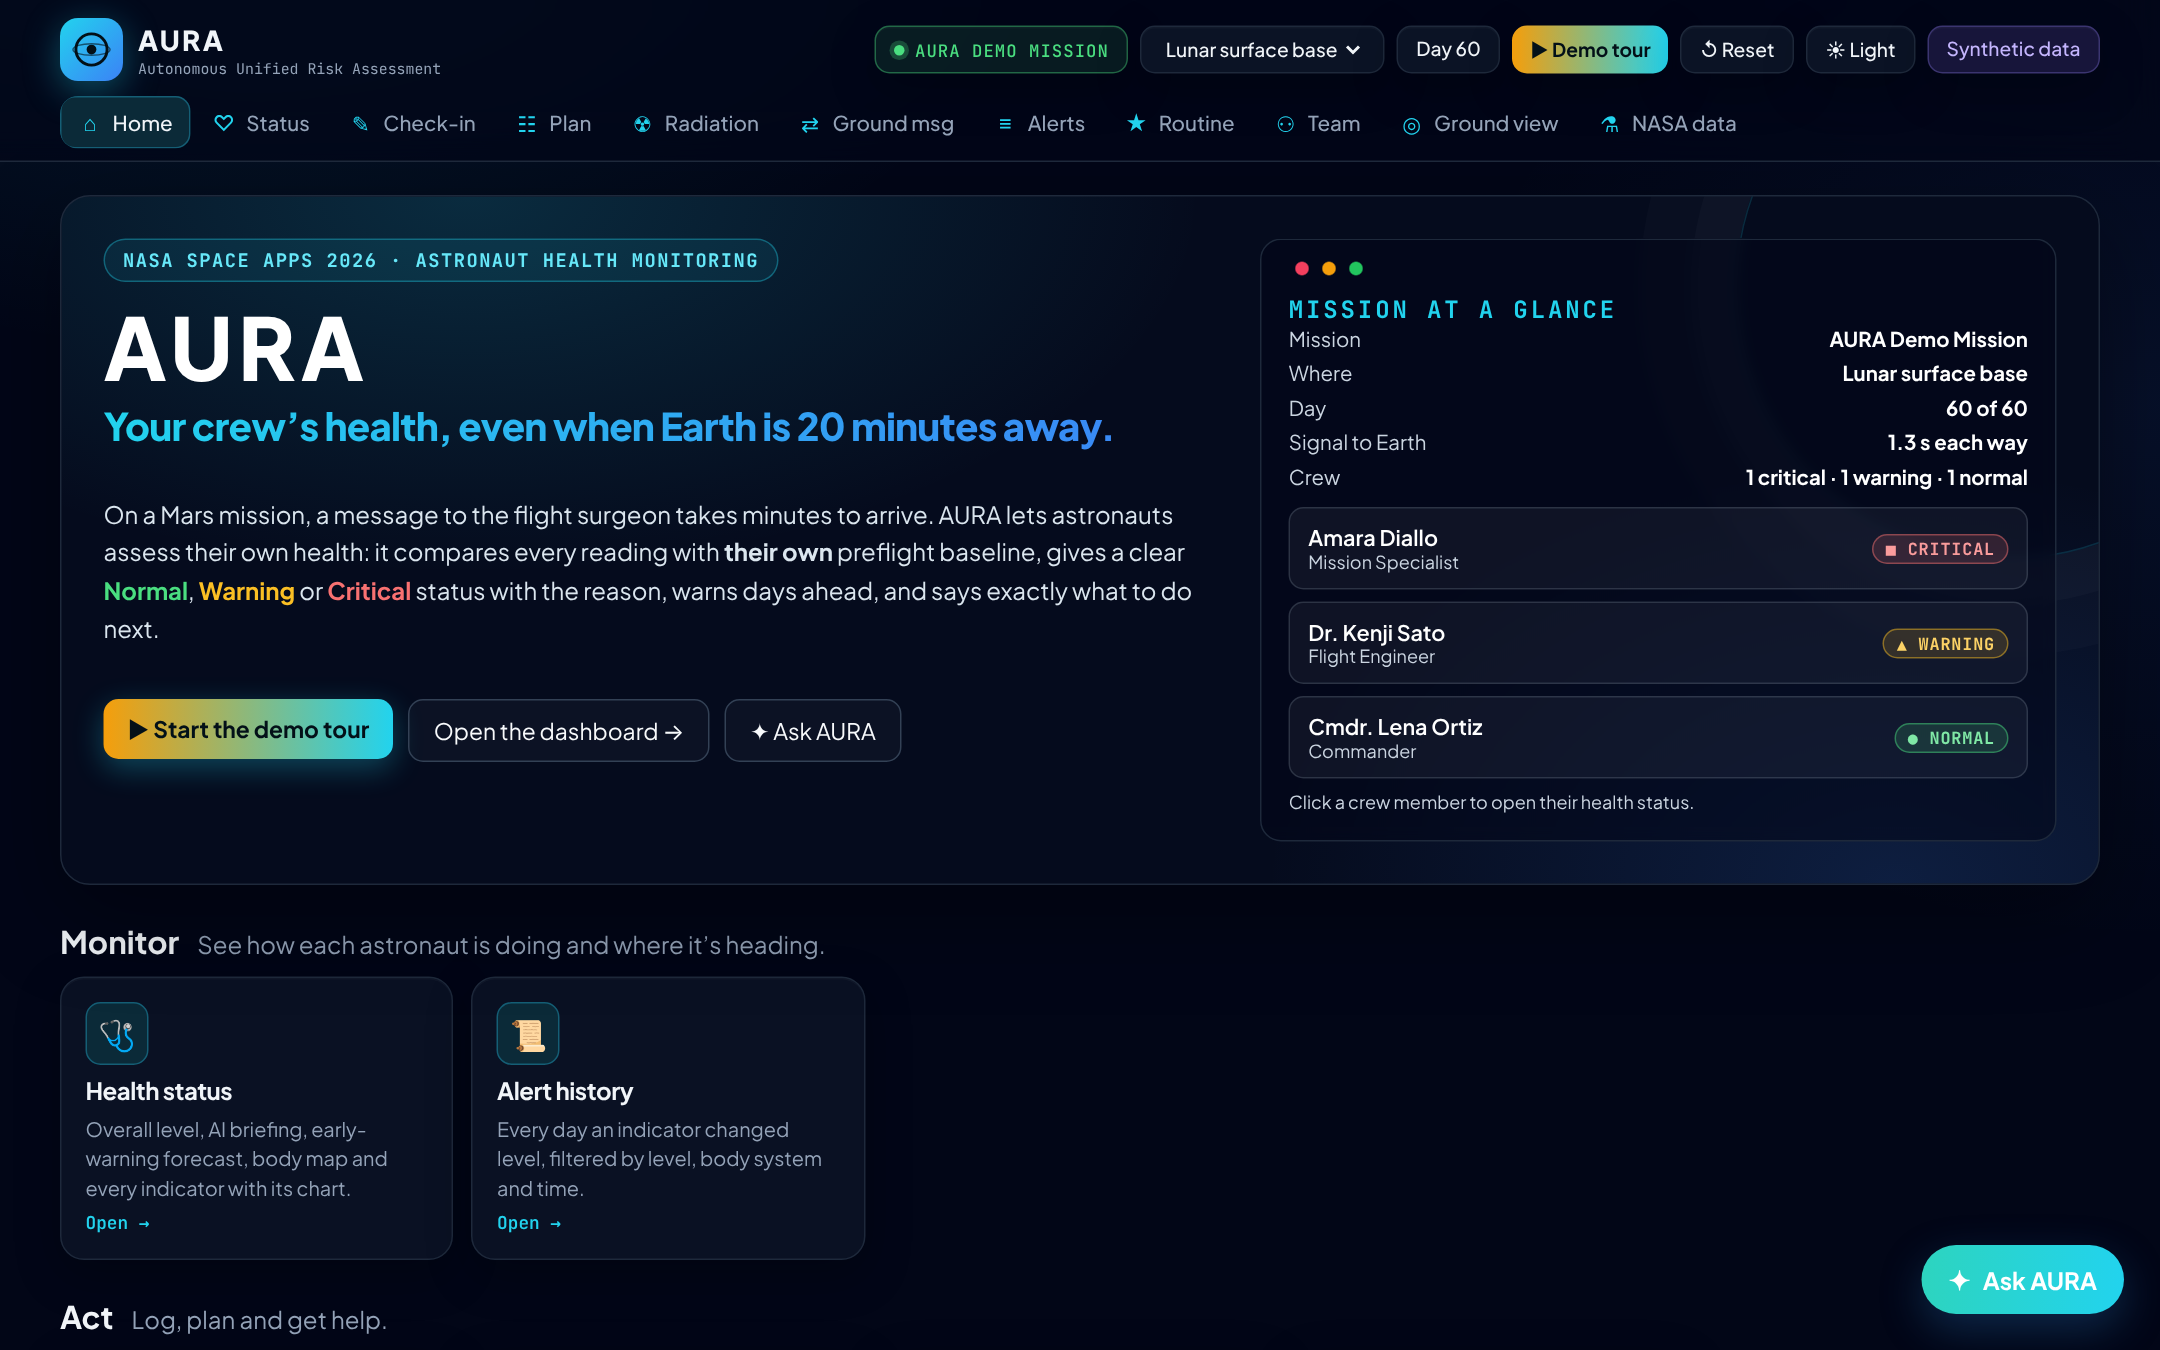 AURA
Autonomous Unified Risk Assessment
AURA DEMO MISSION
Lunar surface base
Day 60
▶ Demo tour
↺ Reset
☀ Light
Synthetic data
⌂ Home
♡ Status
✎ Check-in
☷ Plan
☢ Radiation
⇄ Ground msg
≡ Alerts
★ Routine
⚇ Team
◎ Ground view
⚗ NASA data
NASA SPACE APPS 2026 · ASTRONAUT HEALTH MONITORING
AURA
Your crew’s health, even when Earth is 20 minutes away.
On a Mars mission, a message to the flight surgeon takes minutes to arrive. AURA lets astronauts
assess their own health: it compares every reading with their own preflight baseline, gives a clear
Normal, Warning or Critical status with the reason, warns days ahead, and says exactly what to do
next.
▶ Start the demo tour
Open the dashboard →
✦ Ask AURA
MISSION AT A GLANCE
Mission AURA Demo Mission
Where Lunar surface base
Day 60 of 60
Signal to Earth 1.3 s each way
Crew 1 critical · 1 warning · 1 normal
Amara Diallo
Mission Specialist
■ CRITICAL
Dr. Kenji Sato
Flight Engineer
▲ WARNING
Cmdr. Lena Ortiz
Commander
● NORMAL
Click a crew member to open their health status.
Monitor See how each astronaut is doing and where it’s heading.
Health status
Overall level, AI briefing, early-
warning forecast, body map and
every indicator with its chart.
Open →
Alert history
Every day an indicator changed
level, filtered by level, body system
and time.
Open →
Act Log, plan and get help.
✦ Ask AURA